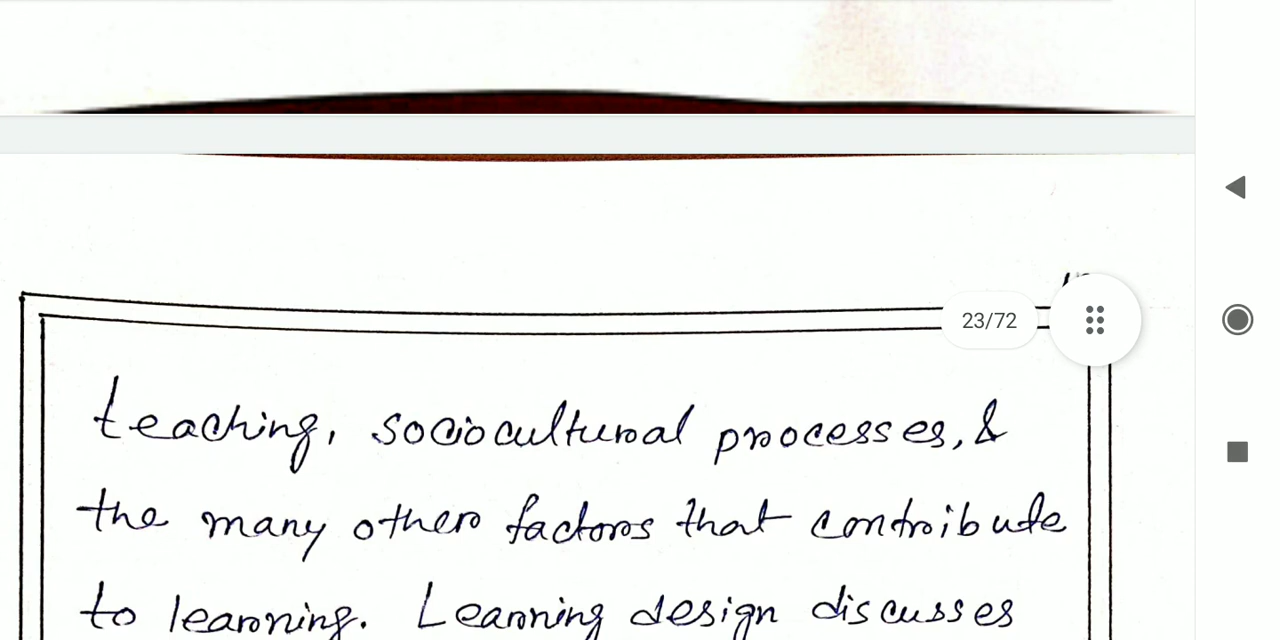 23/72
teaching, sociocultural processes, &
the many other factors that contribute
to learning. Learning design discusses